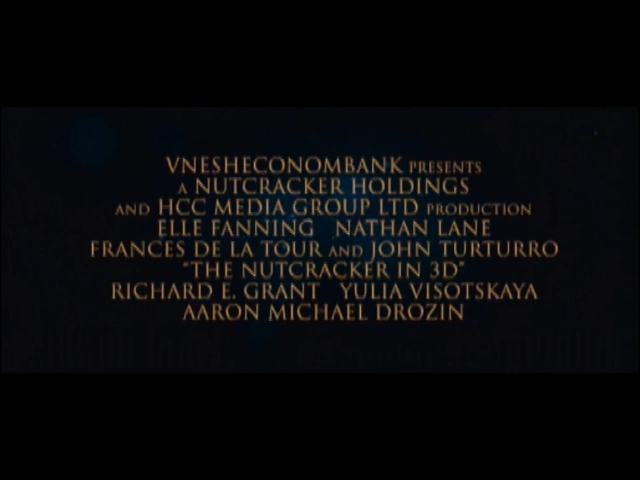 VNESHECONOMBANK PRESENTS
A NUTCRACKER HOLDINGS
AND HCC MEDIA GROUP LTD PRODUCTION
ELLE FANNING NATHAN LANE
FRANCES DE LA TOUR AND JOHN TURTURRO
"THE NUTCRACKER IN 3D"
RICHARD E. GRANT YULIA VISOTSKAYA
AARON MICHAEL DROZIN